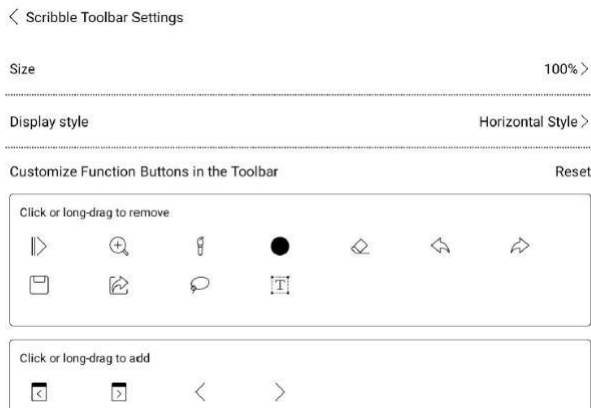 Scribble Toolbar Settings
Size 100%
Display style Horizontal Style
Customize Function Buttons in the Toolbar Reset
Click or long-drag to remove
T
Click or long-drag to add